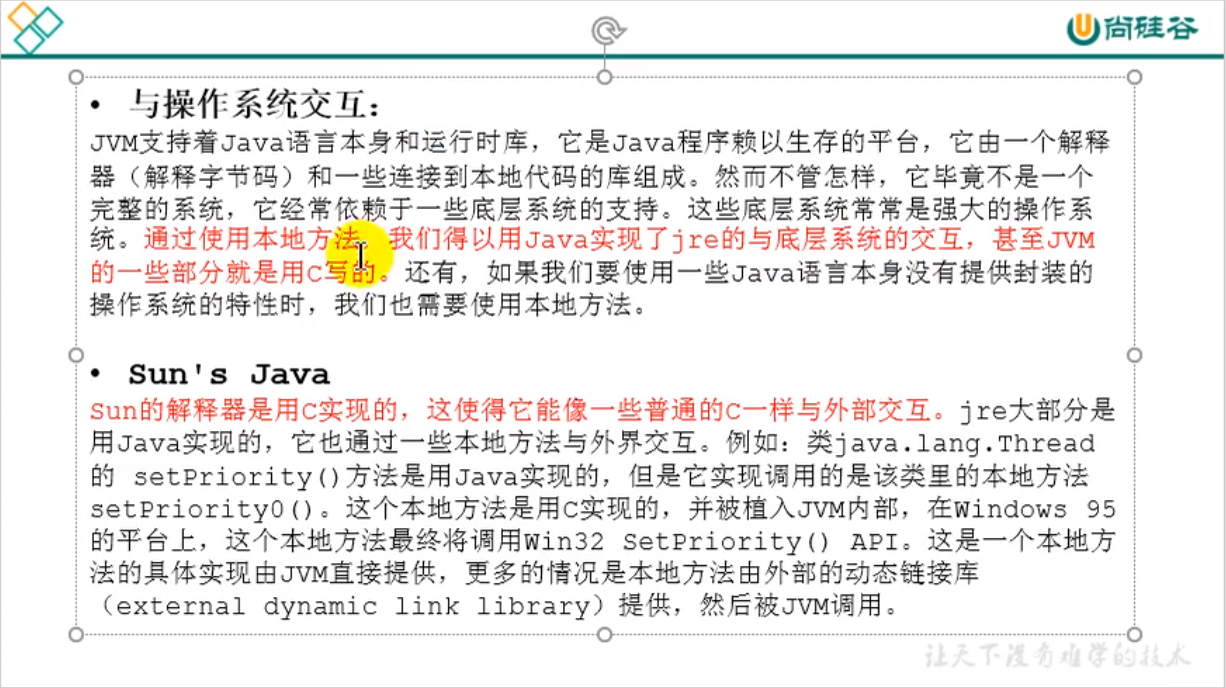 尚硅谷
• 与操作系统交互：
JVM支持着Java语言本身和运行时库，它是Java程序赖以生存的平台，它由一个解释
器（解释字节码）和一些连接到本地代码的库组成。然而不管怎样，它毕竟不是一个
完整的系统，它经常依赖于一些底层系统的支持。这些底层系统常常是强大的操作系
统。通过使用本地方法，我们得以用Java实现了jre的与底层系统的交互，甚至JVM
的一些部分就是用C写的。还有，如果我们要使用一些Java语言本身没有提供封装的
操作系统的特性时，我们也需要使用本地方法。
• Sun's Java
Sun的解释器是用C实现的，这使得它能像一些普通的C一样与外部交互。jre大部分是
用Java实现的，它也通过一些本地方法与外界交互。例如：类java.lang.Thread
的 setPriority()方法是用Java实现的，但是它实现调用的是该类里的本地方法
setPriority0()。这个本地方法是用C实现的，并被植入JVM内部，在Windows 95
的平台上，这个本地方法最终将调用Win32 SetPriority() API。这是一个本地方
法的具体实现由JVM直接提供，更多的情况是本地方法由外部的动态链接库
（external dynamic link library）提供，然后被JVM调用。
让天下没有难学的技术